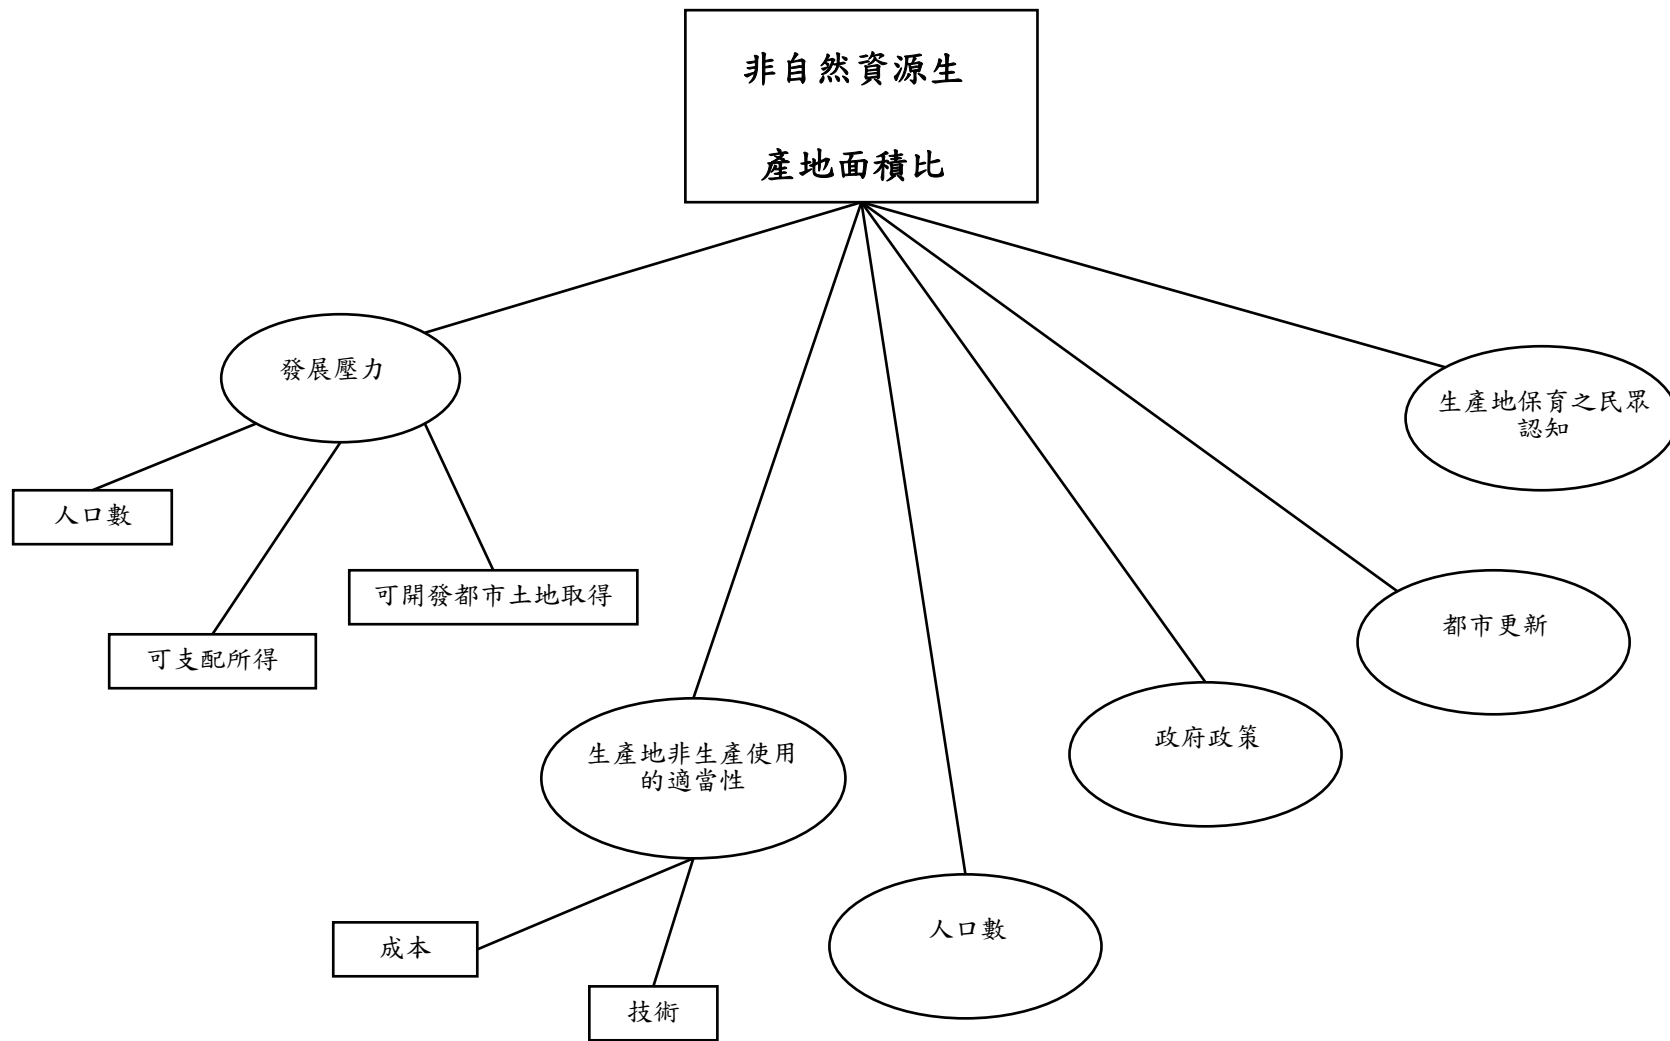 非自然資源生
產地面積比
發展壓力
生產地保育之民眾
認知
人口數
可開發都市土地取得
都市更新
可支配所得
政府政策
生產地非生產使用
的適當性
人口數
成本
技術